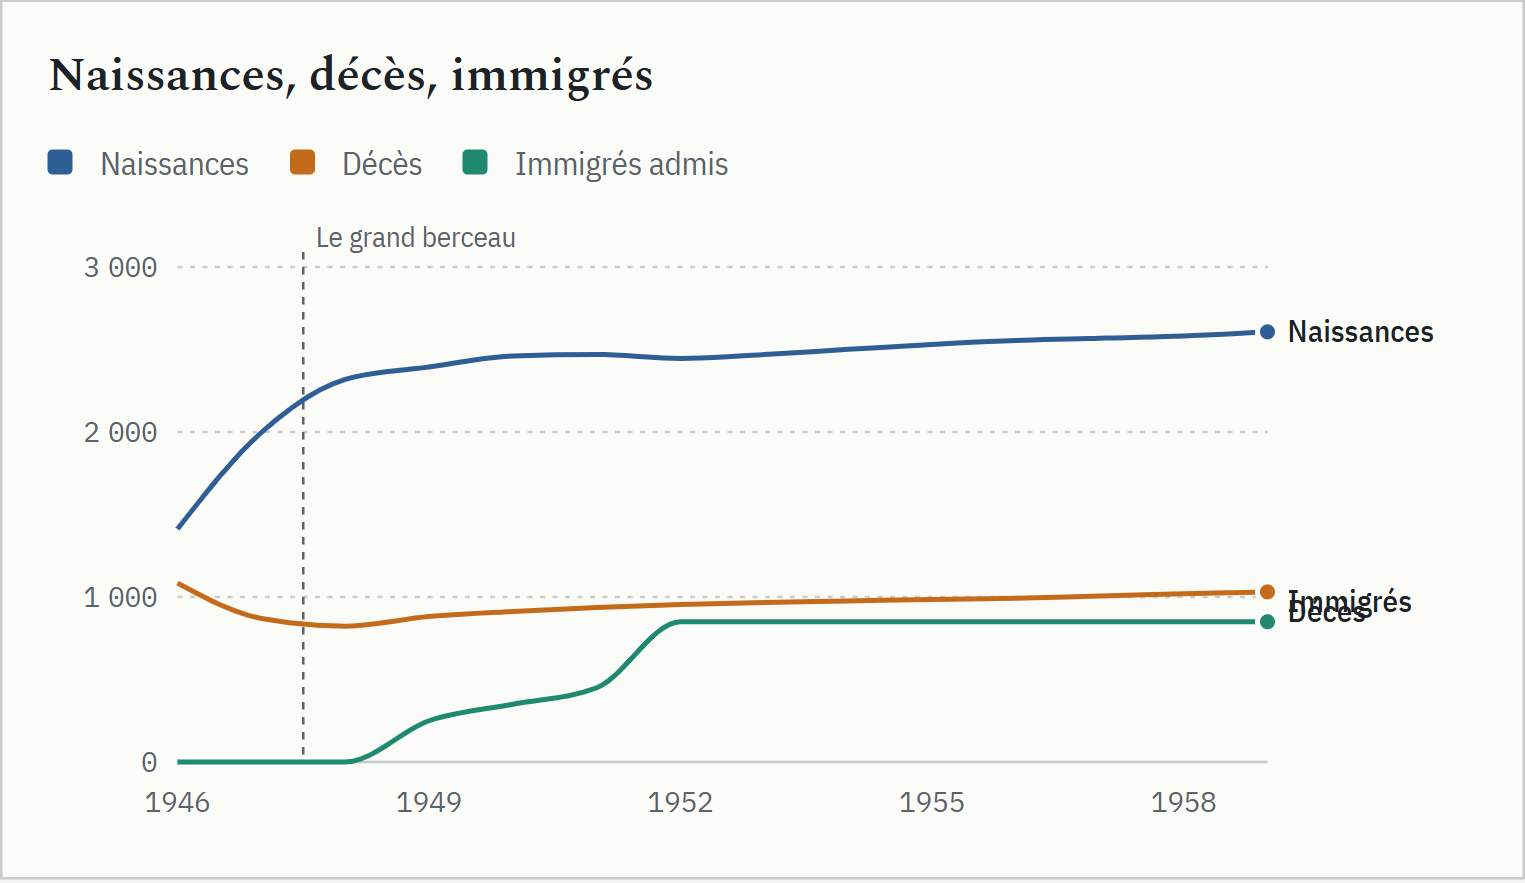 Naissances, décès, immigrés
Naissances
Décès
Immigrés admis
Le grand berceau
3 000
2 000
1 000
0
Naissances
Immigrés
Décès
1946
1949
1952
1955
1958